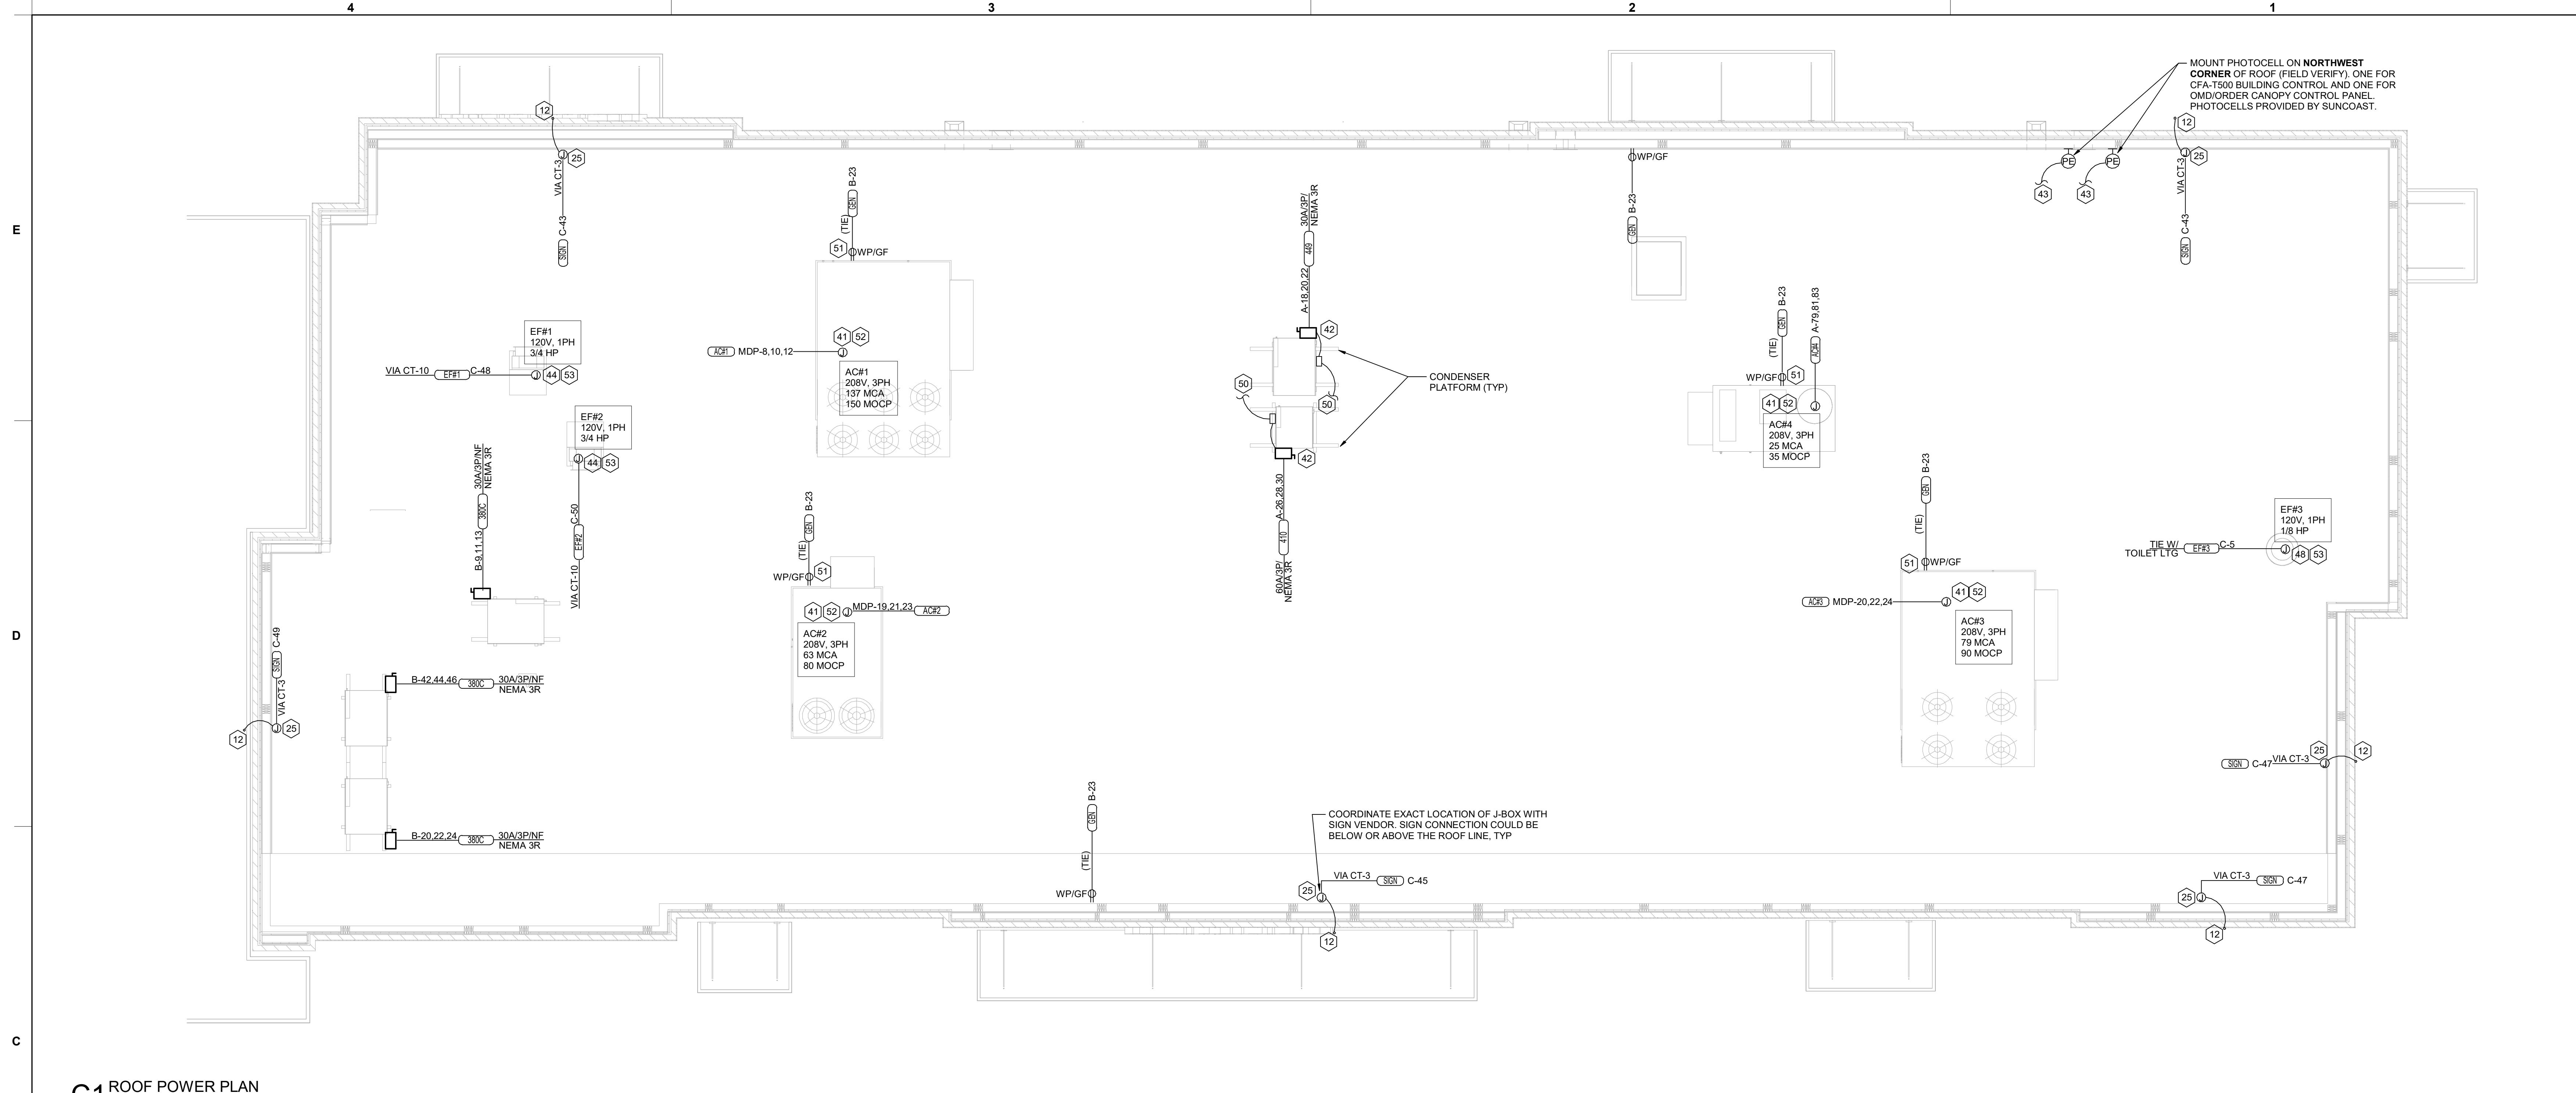 4
3
2
1
E
D
C
MOUNT PHOTOCELL ON NORTHWEST
CORNER OF ROOF (FIELD VERIFY). ONE FOR
CFA-T500 BUILDING CONTROL AND ONE FOR
OMD/ORDER CANOPY CONTROL PANEL.
PHOTOCELLS PROVIDED BY SUNCOAST.
12
25
VIA CT-3
C-43
SIGN
B-23
GEN
(TIE)
51
WP/GF
30A/3P/
NEMA 3R
449
A-18,20,22
42
50
WP/GF
B-23
GEN
PE
PE
43
43
12
25
VIA CT-3
C-43
SIGN
EF#1
120V, 1PH
3/4 HP
VIA CT-10
EF#1
C-48
44
53
AC#1
MDP-8,10,12
41
52
AC#1
208V, 3PH
137 MCA
150 MOCP
CONDENSER
PLATFORM (TYP)
50
42
A-26,28,30
410
60A/3P/
NEMA 3R
B-23
GEN
(TIE)
WP/GF
51
A-79,81,83
AC#4
41
52
AC#4
208V, 3PH
25 MCA
35 MOCP
EF#2
120V, 1PH
3/4 HP
44
53
C-50
EF#2
VIA CT-10
30A/3P/NF
NEMA 3R
380C
B-9,11,13
B-23
GEN
(TIE)
WP/GF
51
41
52
MDP-19,21,23
AC#2
AC#2
208V, 3PH
63 MCA
80 MOCP
B-23
GEN
(TIE)
51
WP/GF
AC#3
MDP-20,22,24
41
52
AC#3
208V, 3PH
79 MCA
90 MOCP
EF#3
120V, 1PH
1/8 HP
TIE W/
TOILET LTG
EF#3
C-5
48
53
C-49
SIGN
VIA CT-3
25
12
B-42,44,46
380C
30A/3P/NF
NEMA 3R
B-20,22,24
380C
30A/3P/NF
NEMA 3R
B-23
GEN
(TIE)
WP/GF
COORDINATE EXACT LOCATION OF J-BOX WITH
SIGN VENDOR. SIGN CONNECTION COULD BE
BELOW OR ABOVE THE ROOF LINE, TYP
25
VIA CT-3
SIGN
C-45
12
SIGN
C-47
VIA CT-3
25
12
VIA CT-3
SIGN
C-47
25
12
ROOF POWER PLAN